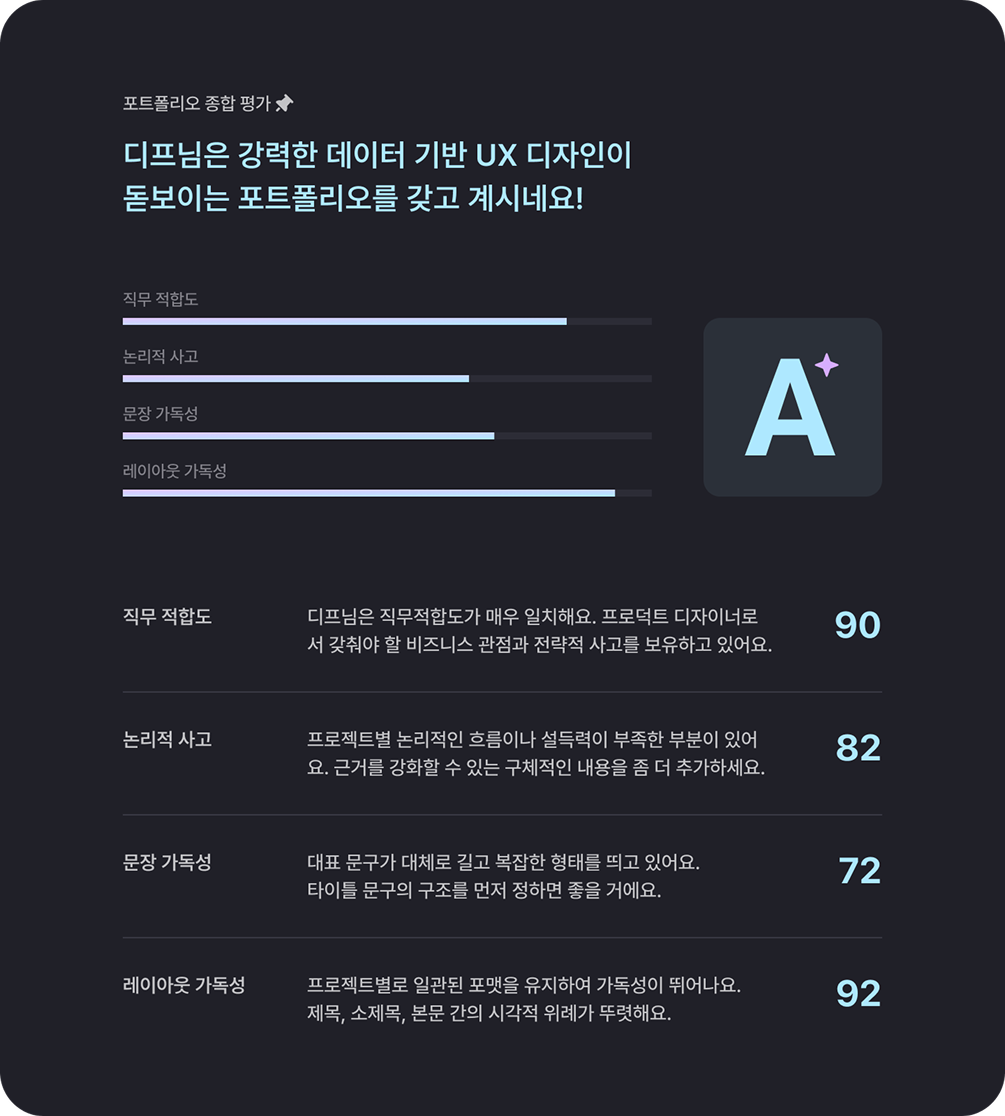 포트폴리오 종합 평가
디프님은 강력한 데이터 기반 UX 디자인이
돋보이는 포트폴리오를 갖고 계시네요!
직무 적합도
논리적 사고
문장 가독성
레이아웃 가독성
A
직무 적합도
디프님은 직무적합도가 매우 일치해요. 프로덕트 디자이너로
서 갖춰야 할 비즈니스 관점과 전략적 사고를 보유하고 있어요.
90
논리적 사고
프로젝트별 논리적인 흐름이나 설득력이 부족한 부분이 있어
요. 근거를 강화할 수 있는 구체적인 내용을 좀 더 추가하세요.
82
문장 가독성
대표 문구가 대체로 길고 복잡한 형태를 띄고 있어요.
타이틀 문구의 구조를 먼저 정하면 좋을 거에요.
72
레이아웃 가독성
프로젝트별로 일관된 포맷을 유지하여 가독성이 뛰어나요.
제목, 소제목, 본문 간의 시각적 위례가 뚜렷해요.
92